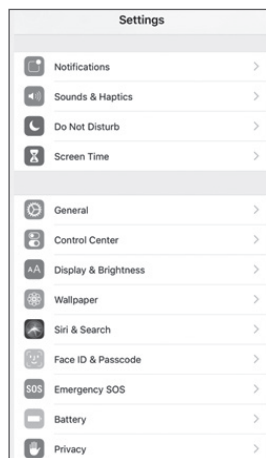 Settings
Notifications
Sounds & Haptics
Do Not Disturb
Screen Time
General
Control Center
AA Display & Brightness
Wallpaper
Siri & Search
Face ID & Passcode
SOS Emergency SOS
Battery
Privacy